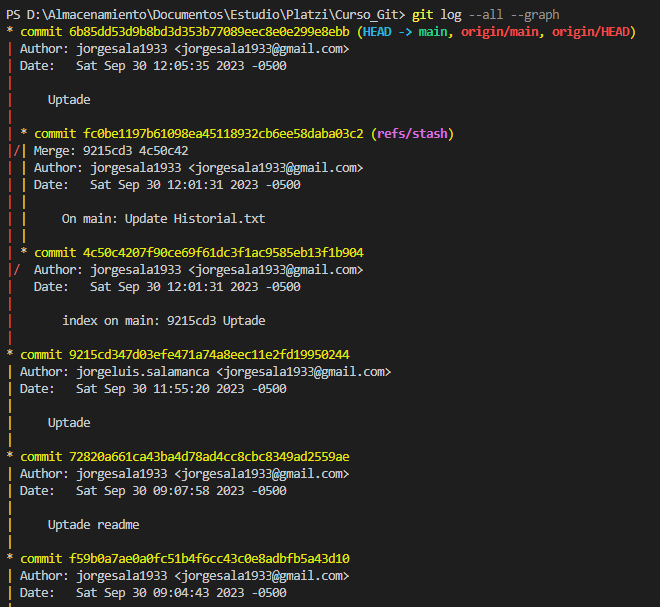 PS D:\Almacenamiento\Documentos\Estudio\Platzi\Curso_Git> git log --all --graph
* commit 6b85dd53d9b8bd3d353b77089eec8e0e299e8ebb (HEAD -> main, origin/main, origin/HEAD)
| Author: jorgesala1933 <jorgesala1933@gmail.com>
| Date:   Sat Sep 30 12:05:35 2023 -0500
|
|     Uptade
|
| * commit fc0be1197b61098ea45118932cb6ee58daba03c2 (refs/stash)
|/| Merge: 9215cd3 4c50c42
| | Author: jorgesala1933 <jorgesala1933@gmail.com>
| | Date:   Sat Sep 30 12:01:31 2023 -0500
| |
| |     On main: Update Historial.txt
| |
| * commit 4c50c4207f90ce69f61dc3f1ac9585eb13f1b904
|/  Author: jorgesala1933 <jorgesala1933@gmail.com>
|   Date:   Sat Sep 30 12:01:31 2023 -0500
|
|       index on main: 9215cd3 Uptade
|
* commit 9215cd347d03efe471a74a8eec11e2fd19950244
| Author: jorgeluis.salamanca <jorgesala1933@gmail.com>
| Date:   Sat Sep 30 11:55:20 2023 -0500
|
|     Uptade
|
* commit 72820a661ca43ba4d78ad4cc8cbc8349ad2559ae
| Author: jorgesala1933 <jorgesala1933@gmail.com>
| Date:   Sat Sep 30 09:07:58 2023 -0500
|
|     Uptade readme
|
* commit f59b0a7ae0a0fc51b4f6cc43c0e8adbfb5a43d10
| Author: jorgesala1933 <jorgesala1933@gmail.com>
| Date:   Sat Sep 30 09:04:43 2023 -0500